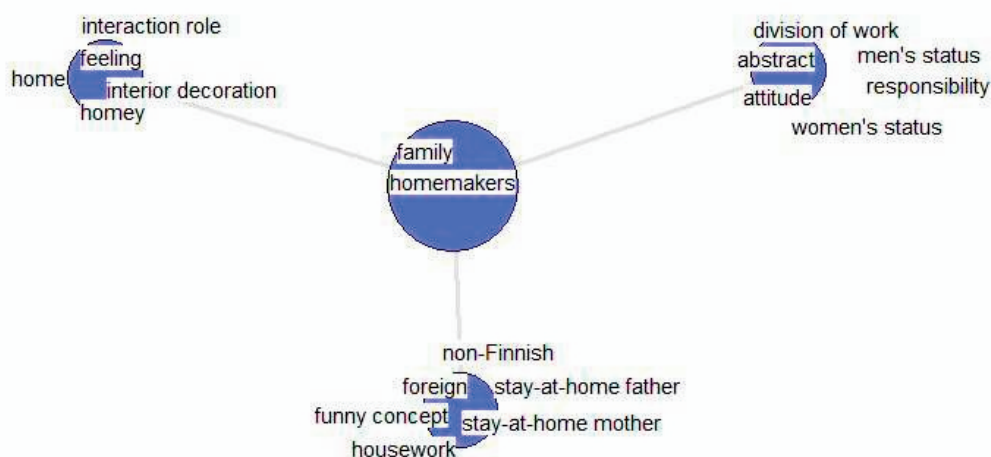 interaction role
feeling
home
interior decoration
homey
division of work
abstract
men's status
responsibility
attitude
women's status
family
homemakers
non-Finnish
foreign
stay-at-home father
funny concept
stay-at-home mother
housework